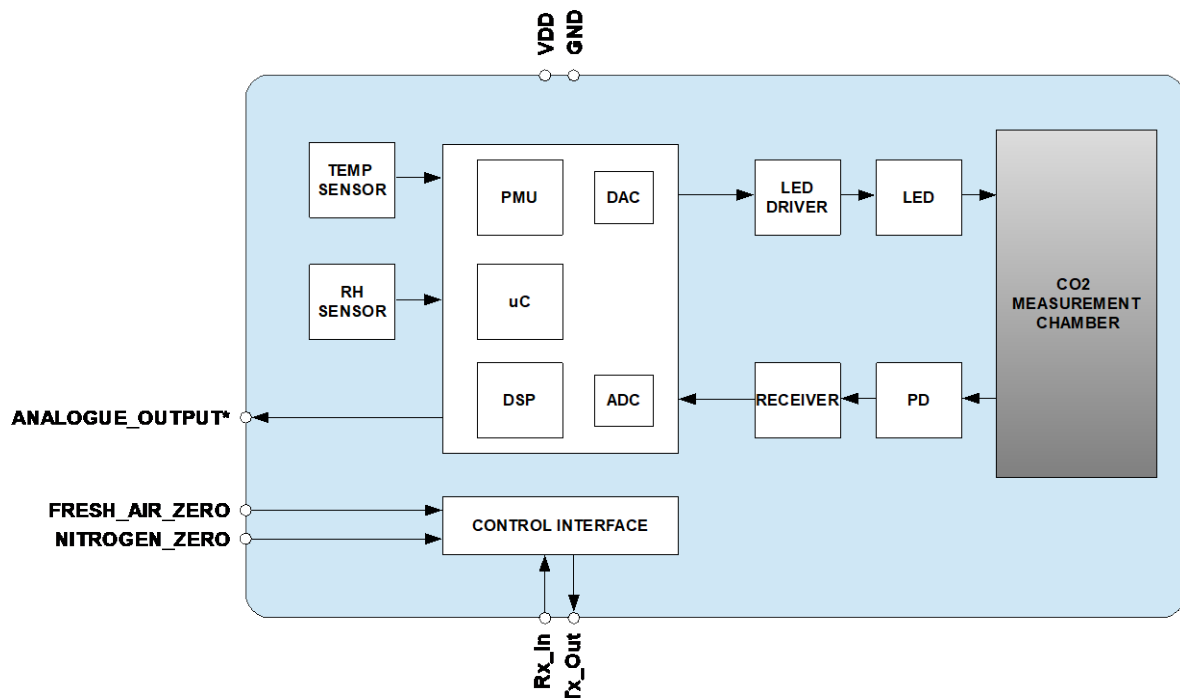 VDD
GND
TEMP
SENSOR
PMU
DAC
LED
DRIVER
LED
RH
SENSOR
uC
CO2
MEASUREMENT
CHAMBER
DSP
ADC
RECEIVER
PD
ANALOGUE_OUTPUT*
FRESH_AIR_ZERO
NITROGEN_ZERO
CONTROL INTERFACE
Rx_In
Tx_Out